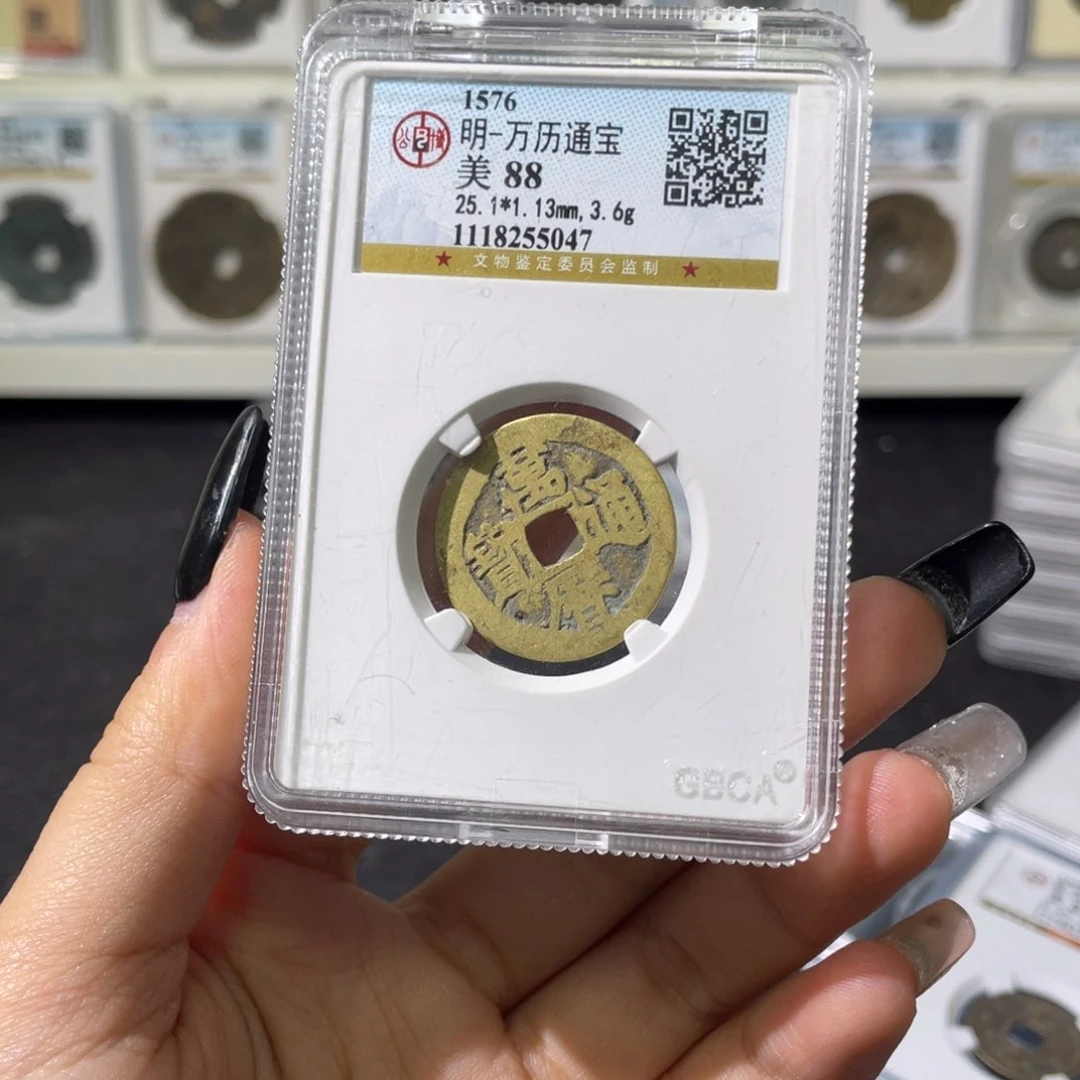 1576
明-万历通宝
美 88
25.1*1.13mm,3.6g
1118255047
★ 文物鉴定委员会监制 ★
萬曆通寶
GBCA®